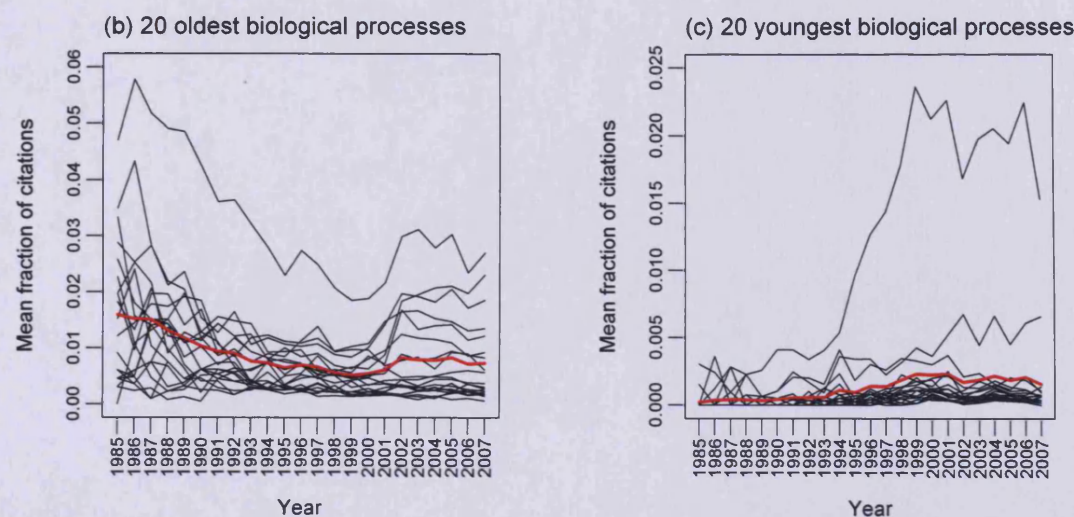 (b) 20 oldest biological processes
Mean fraction of citations
0.06
0.05
0.04
0.03
0.02
0.01
0.00
1985 1986 1987 1988 1989 1990 1991 1992 1993 1994 1995 1996 1997 1998 1999 2000 2001 2002 2003 2004 2005 2006 2007
Year
(c) 20 youngest biological processes
Mean fraction of citations
0.025
0.020
0.015
0.010
0.005
0.000
1985 1986 1987 1988 1989 1990 1991 1992 1993 1994 1995 1996 1997 1998 1999 2000 2001 2002 2003 2004 2005 2006 2007
Year